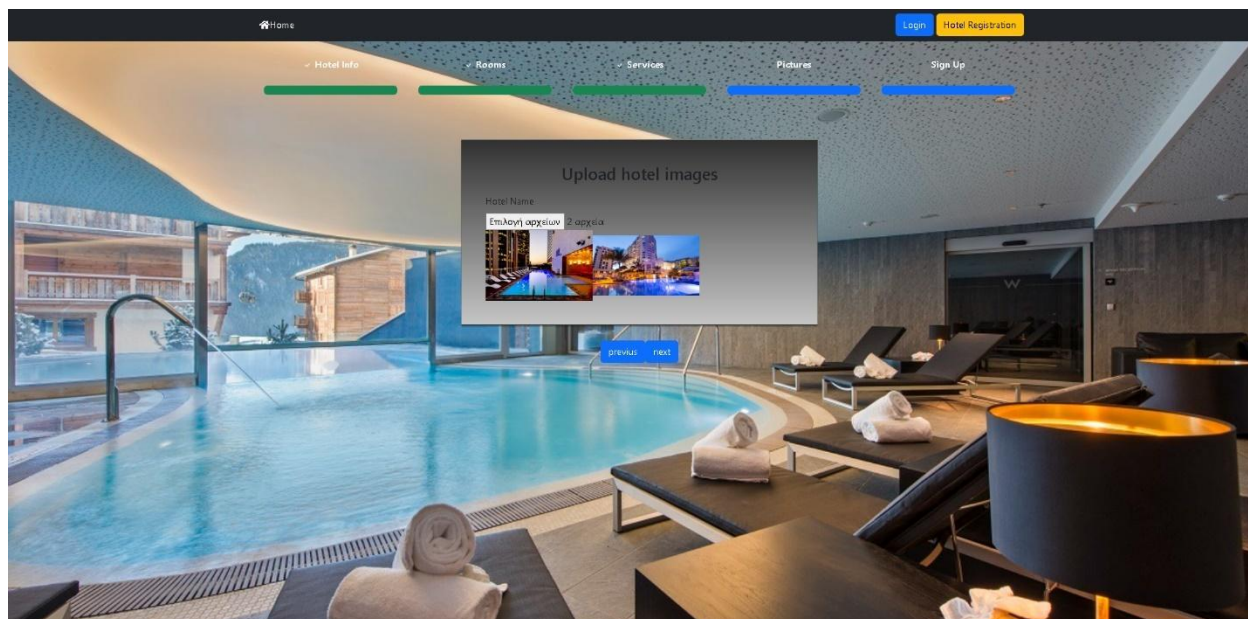 Home Login Hotel Registration
✓ Hotel Info ✓ Rooms ✓ Services Pictures Sign Up
Upload hotel images
Hotel Name
Επιλογή αρχείων 2 αρχεία
W
previus next